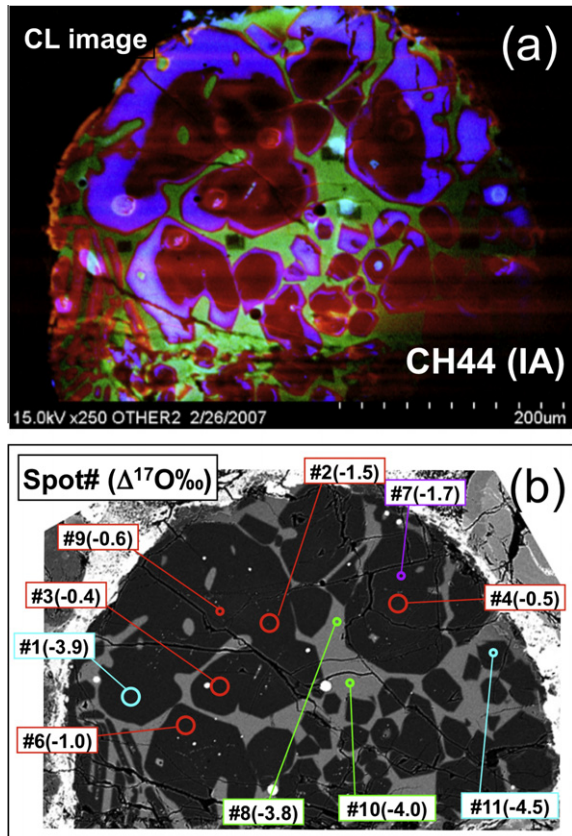 CL image
(a)
CH44 (IA)
15.0kV x250 OTHER2 2/26/2007
200um
Spot# (Δ¹⁷O‰)
(b)
#2(-1.5)
#7(-1.7)
#9(-0.6)
#3(-0.4)
#4(-0.5)
#1(-3.9)
#6(-1.0)
#8(-3.8)
#10(-4.0)
#11(-4.5)